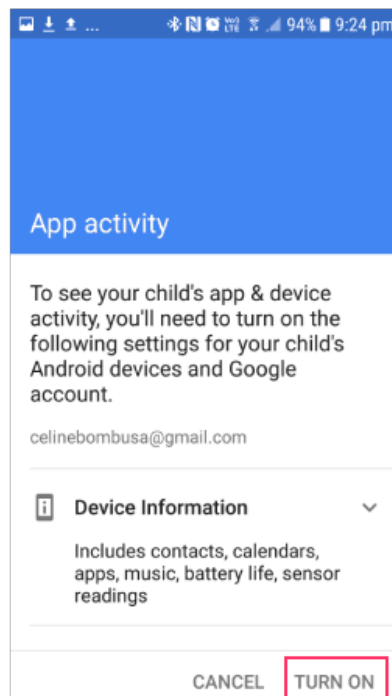 ... 94% 9:24 pm
App activity
To see your child's app & device
activity, you'll need to turn on the
following settings for your child's
Android devices and Google
account.
celinebombusa@gmail.com
Device Information
Includes contacts, calendars,
apps, music, battery life, sensor
readings
CANCEL TURN ON